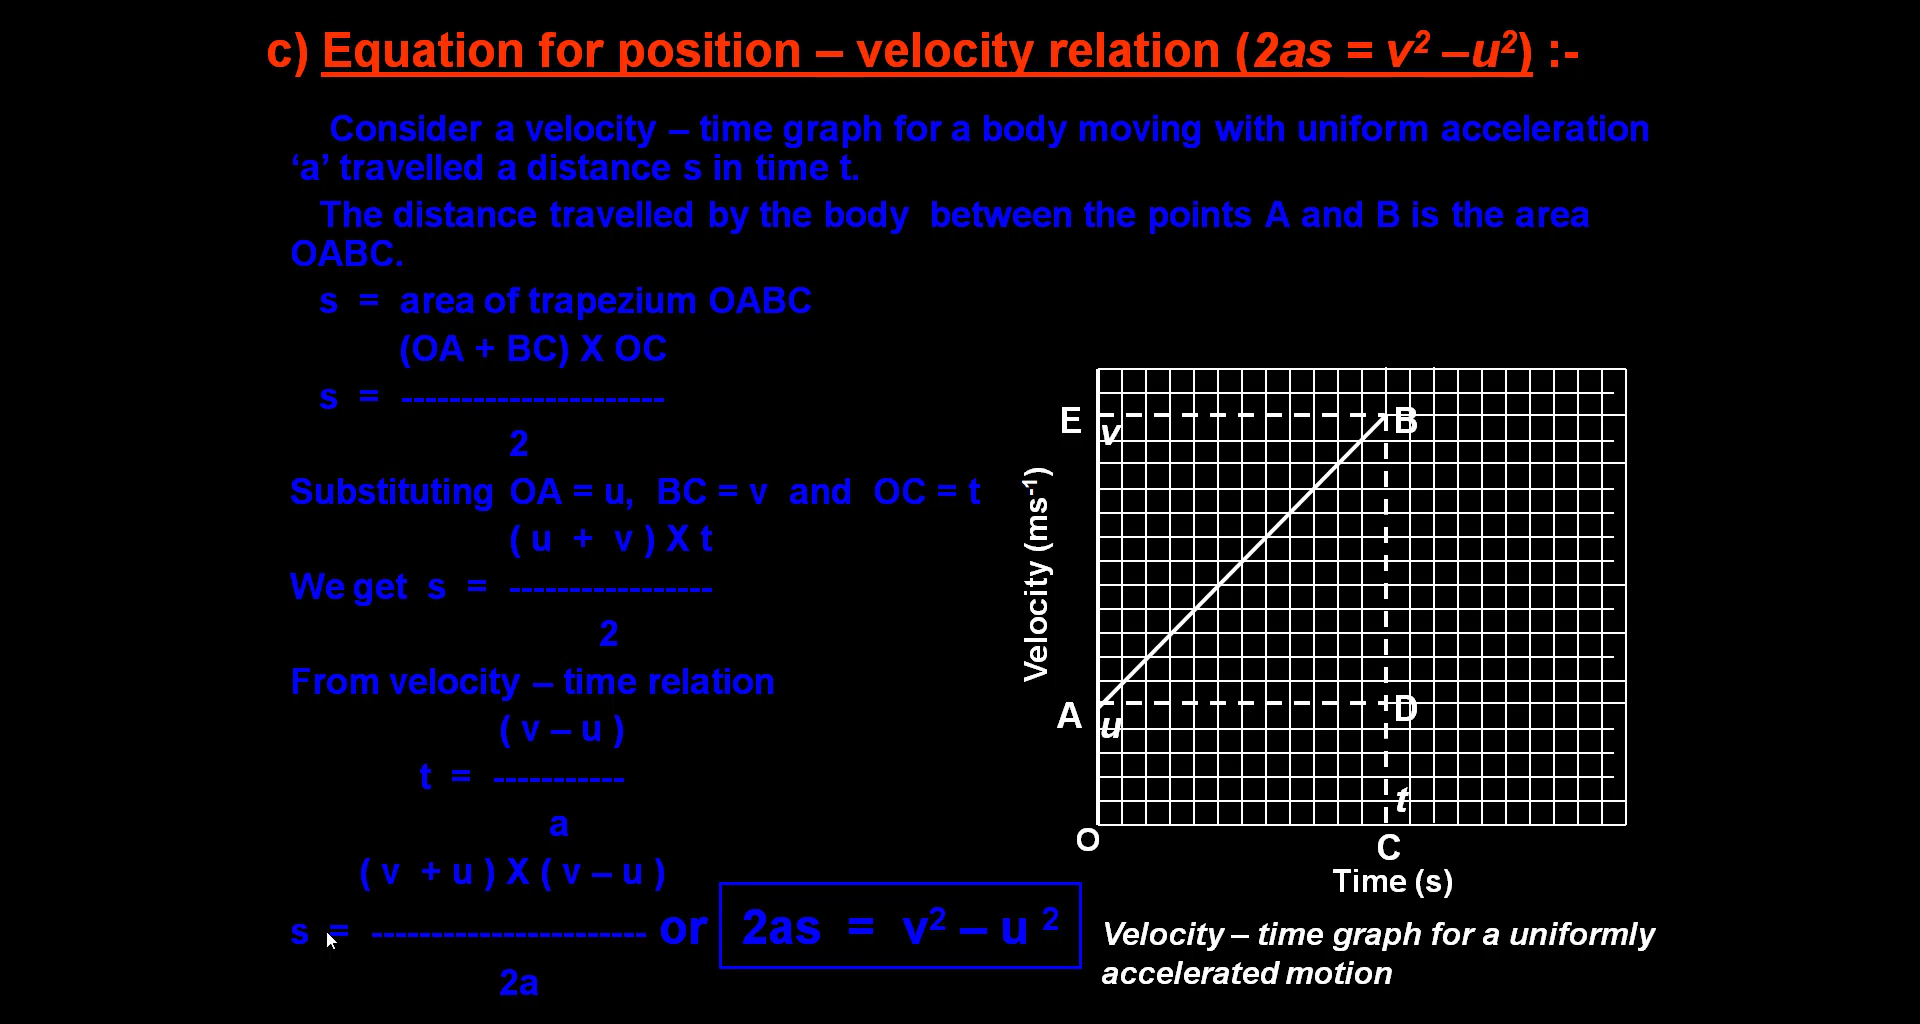 c) Equation for position – velocity relation (2as = v² –u²) :-
Consider a velocity – time graph for a body moving with uniform acceleration
‘a’ travelled a distance s in time t.
The distance travelled by the body between the points A and B is the area
OABC.
s = area of trapezium OABC
(OA + BC) X OC
s = ----------------------
2
Substituting OA = u, BC = v and OC = t
( u + v ) X t
We get s = -----------------
2
From velocity – time relation
( v – u )
t = -----------
a
( v + u ) X ( v – u )
s = ----------------------- or 2as = v² – u ²
2a
E
v
B
Velocity (ms⁻¹)
A
u
D
t
O
C
Time (s)
Velocity – time graph for a uniformly
accelerated motion